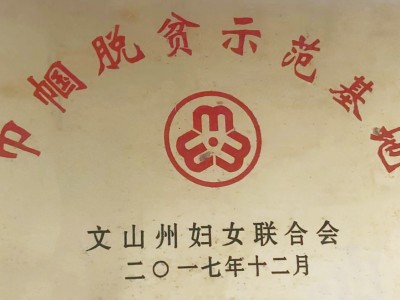 巾帼脱贫示范基地
文山州妇女联合会
二〇一七年十二月